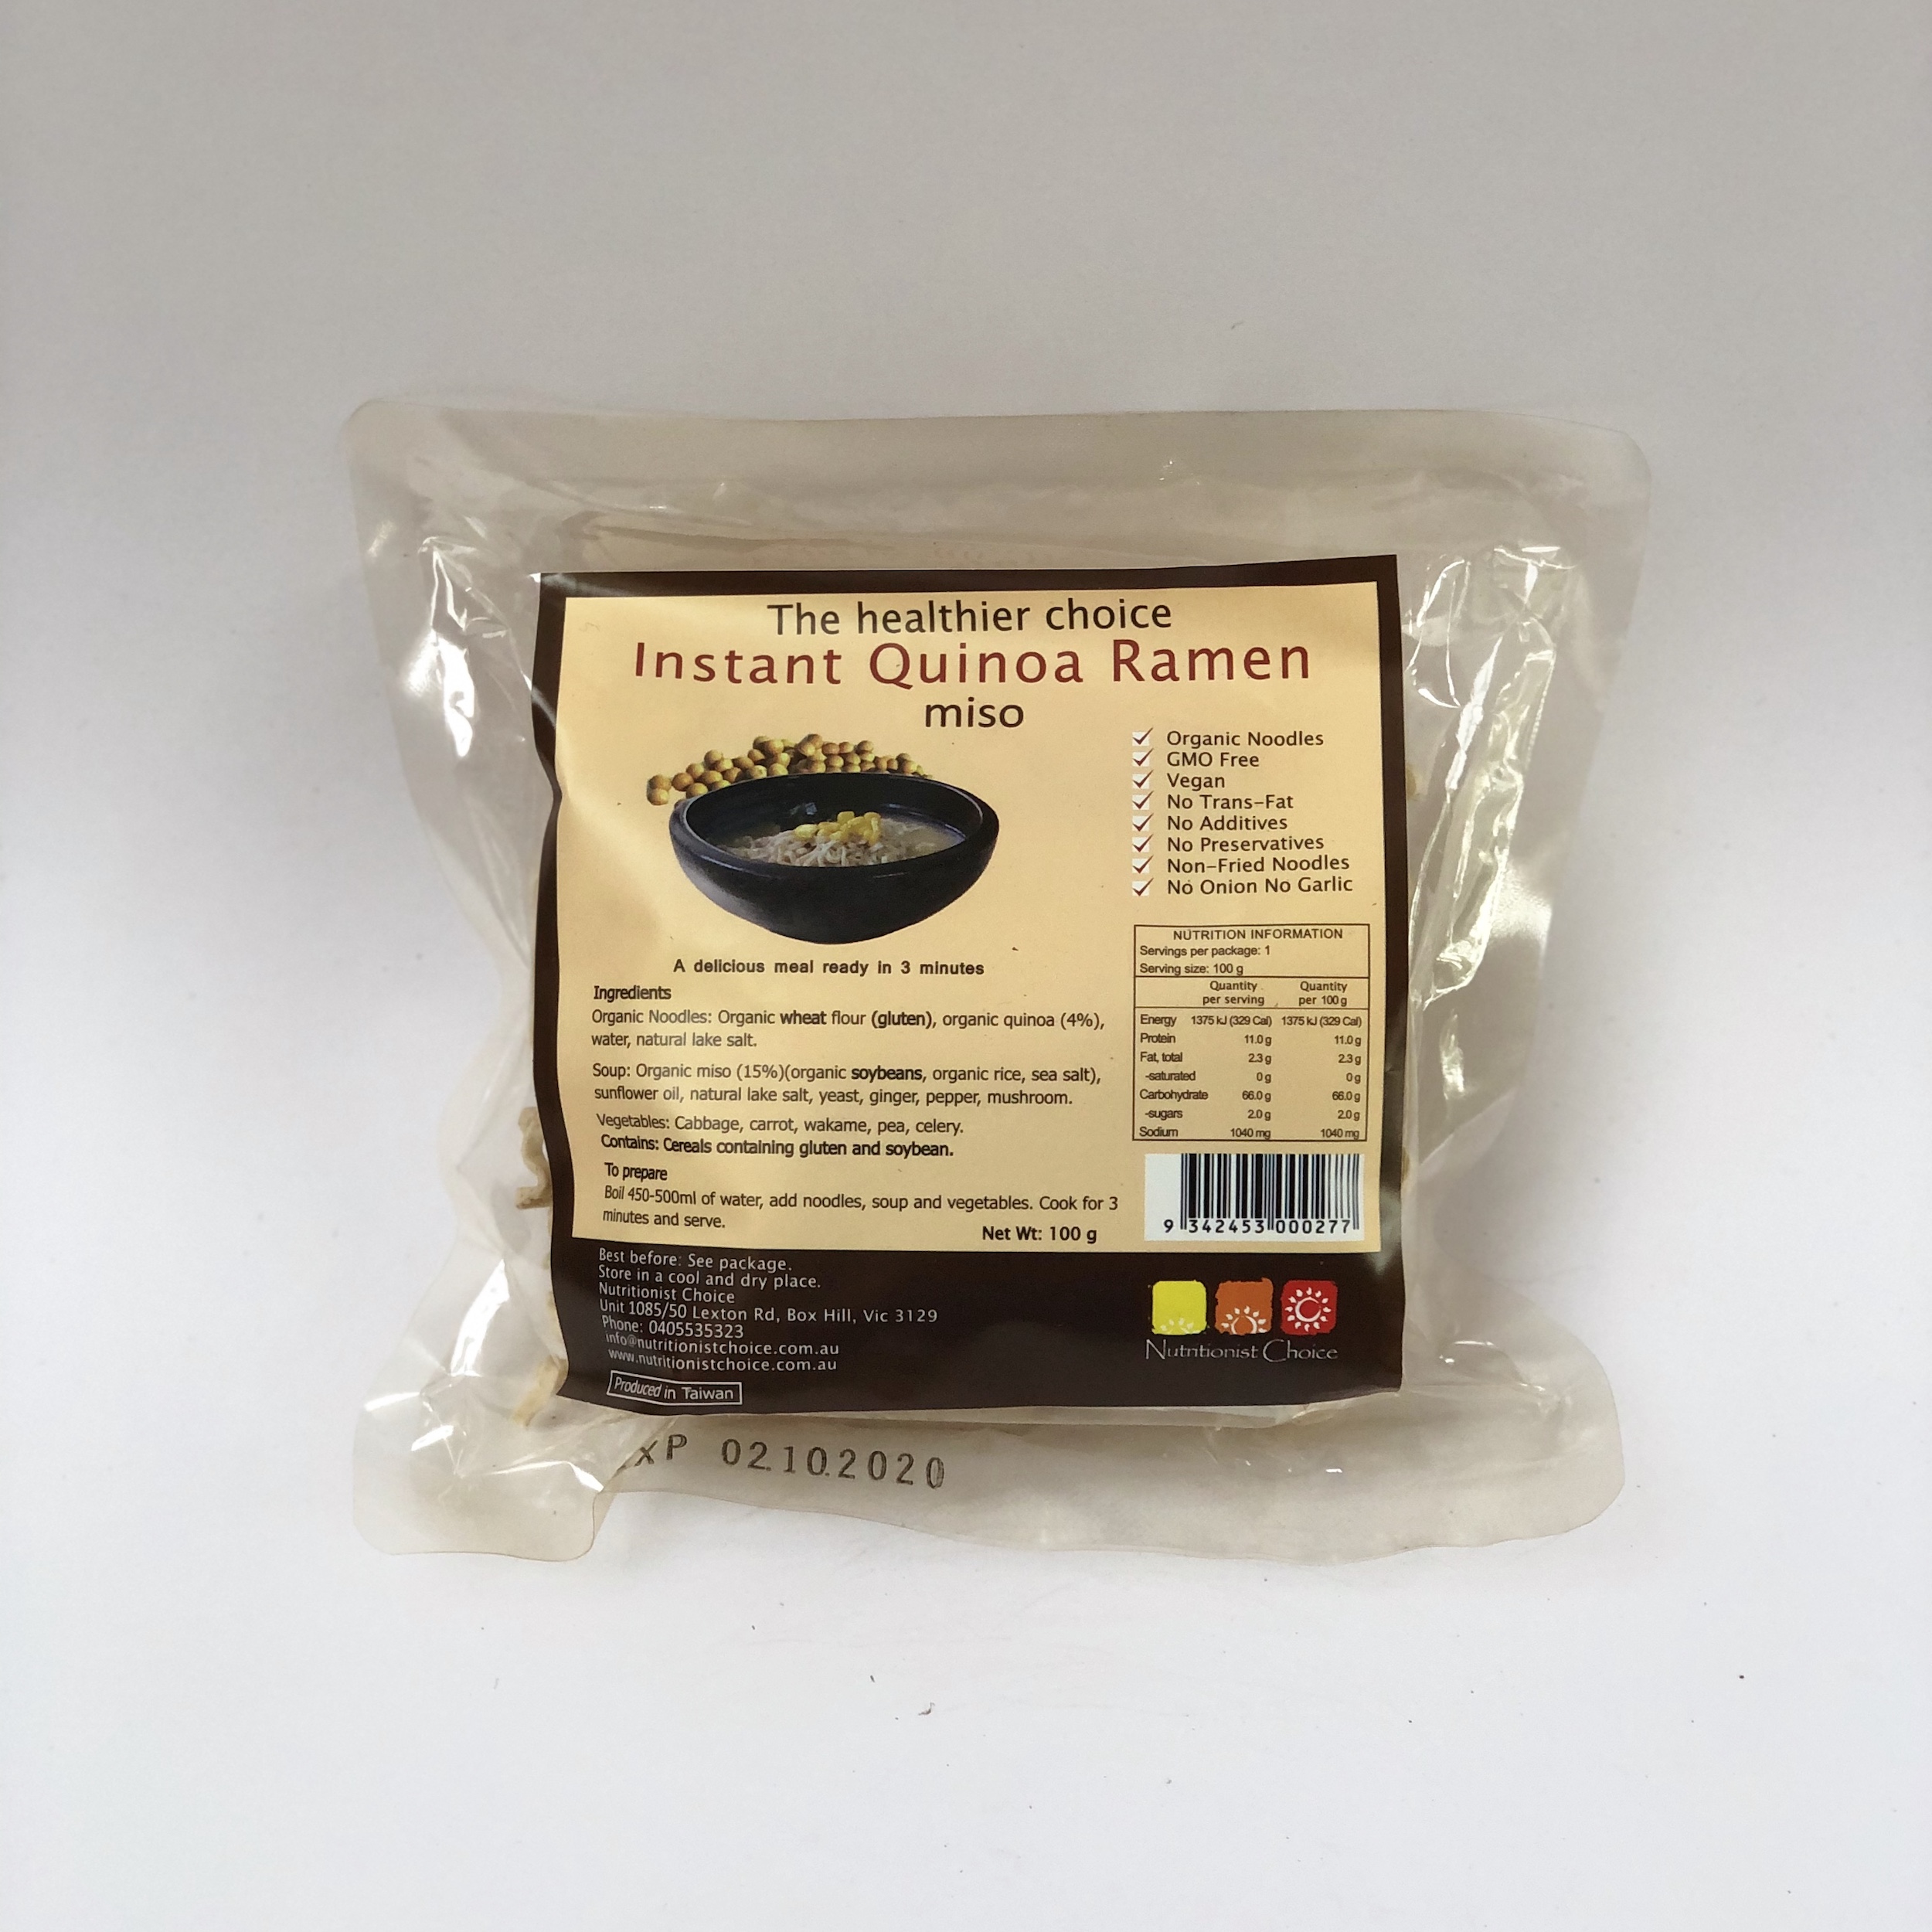 The healthier choice
Instant Quinoa Ramen
miso
Organic Noodles
GMO Free
Vegan
No Trans-Fat
No Additives
No Preservatives
Non-Fried Noodles
No Onion No Garlic
A delicious meal ready in 3 minutes
Ingredients
Organic Noodles: Organic wheat flour (gluten), organic quinoa (4%),
water, natural lake salt.
Soup: Organic miso (15%)(organic soybeans, organic rice, sea salt),
sunflower oil, natural lake salt, yeast, ginger, pepper, mushroom.
Vegetables: Cabbage, carrot, wakame, pea, celery.
Contains: Cereals containing gluten and soybean.
To prepare
Boil 450-500ml of water, add noodles, soup and vegetables. Cook for 3
minutes and serve.
Net Wt: 100 g
NUTRITION INFORMATION
Servings per package: 1
Serving size: 100 g
Quantity Quantity
per serving per 100 g
Energy 1375 kJ (329 Cal) 1375 kJ (329 Cal)
Protein 11.0 g 11.0 g
Fat, total 2.3 g 2.3 g
-saturated 0 g 0 g
Carbohydrate 66.0 g 66.0 g
-sugars 2.0 g 2.0 g
Sodium 1040 mg 1040 mg
9 342453 000277
Best before: See package.
Store in a cool and dry place.
Nutritionist Choice
Unit 1085/50 Lexton Rd, Box Hill, Vic 3129
Phone: 0405535323
info@nutritionistchoice.com.au
www.nutritionistchoice.com.au
Produced in Taiwan
Nutritionist Choice
XP 02.10.2020